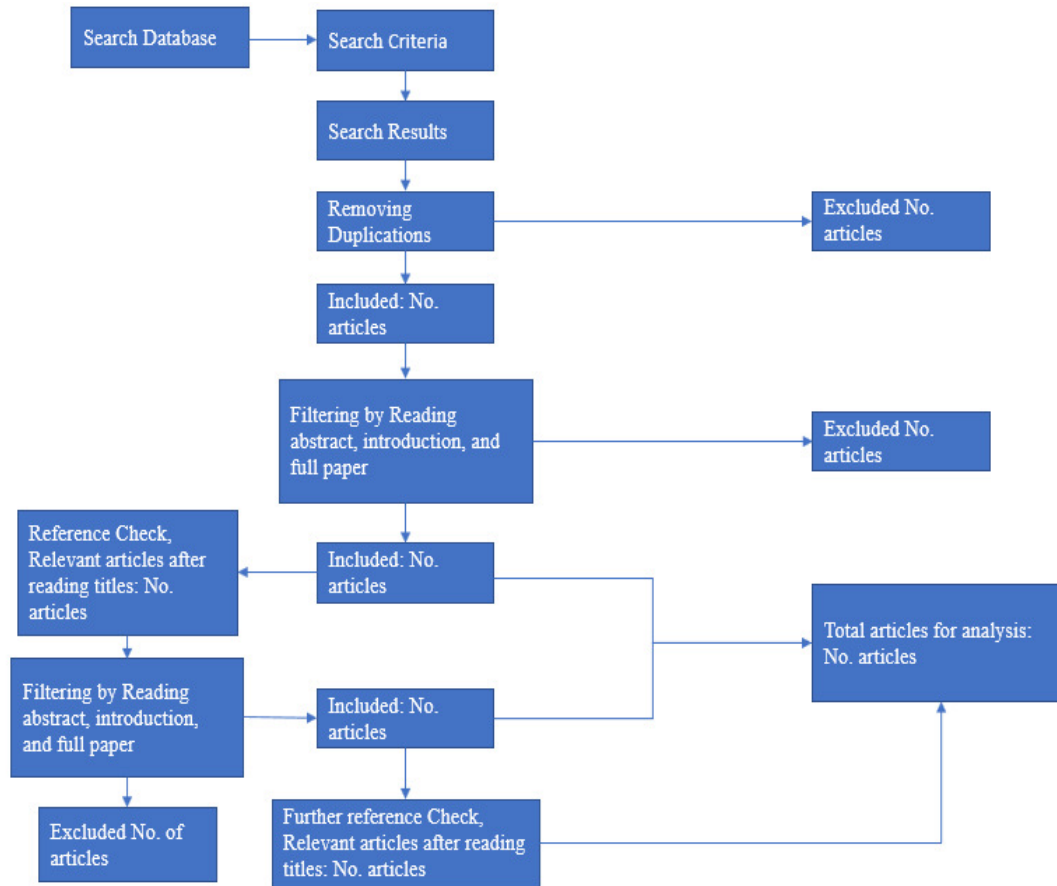 Search Database
Search Criteria
Search Results
Removing
Duplications
Excluded No.
articles
Included: No.
articles
Filtering by Reading
abstract, introduction, and
full paper
Excluded No.
articles
Reference Check,
Relevant articles after
reading titles: No.
articles
Included: No.
articles
Total articles for analysis:
No. articles
Filtering by Reading
abstract, introduction,
and full paper
Included: No.
articles
Excluded No. of
articles
Further reference Check,
Relevant articles after reading
titles: No. articles